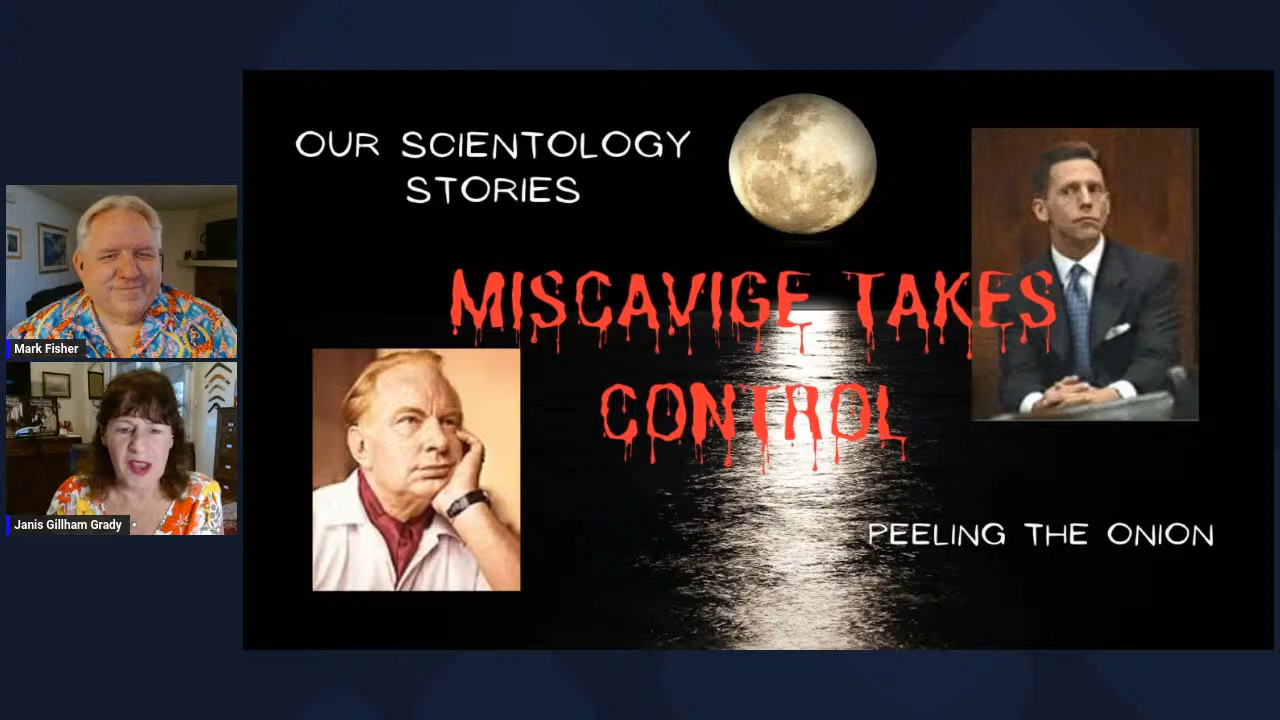 OUR SCIENTOLOGY
STORIES
MISCAVIGE TAKES
CONTROL
PEELING THE ONION
Mark Fisher
Janis Gillham Grady